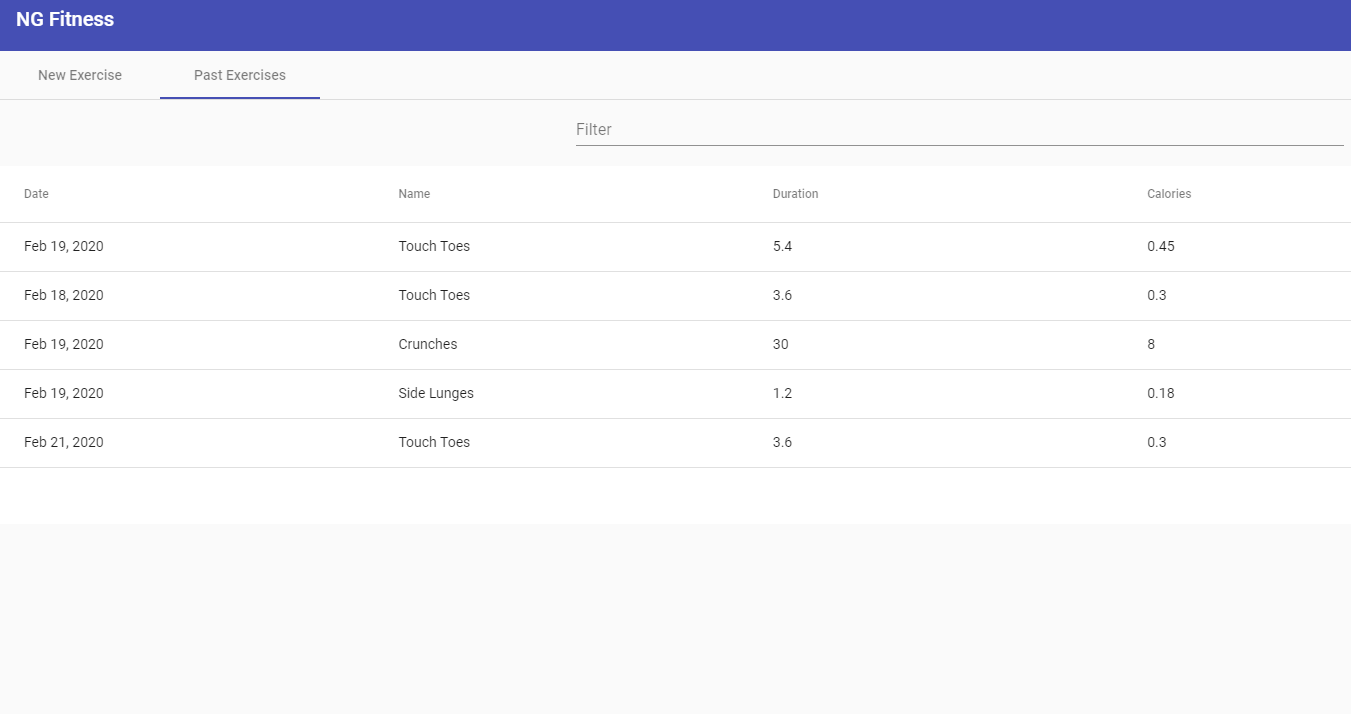 NG Fitness
New Exercise Past Exercises
Filter
Date Name Duration Calories
Feb 19, 2020 Touch Toes 5.4 0.45
Feb 18, 2020 Touch Toes 3.6 0.3
Feb 19, 2020 Crunches 30 8
Feb 19, 2020 Side Lunges 1.2 0.18
Feb 21, 2020 Touch Toes 3.6 0.3